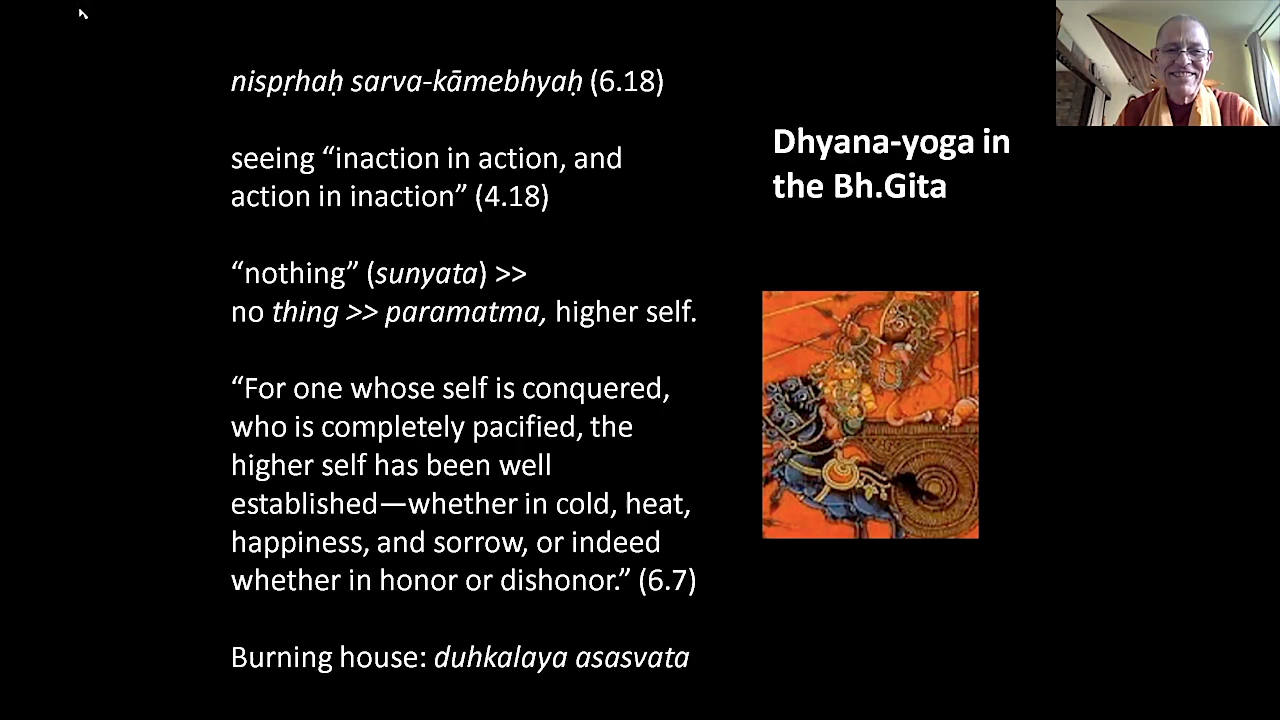 nispṛhaḥ sarva-kāmebhyaḥ (6.18)
seeing “inaction in action, and
action in inaction” (4.18)
“nothing” (sunyata) >>
no thing >> paramatma, higher self.
“For one whose self is conquered,
who is completely pacified, the
higher self has been well
established—whether in cold, heat,
happiness, and sorrow, or indeed
whether in honor or dishonor.” (6.7)
Burning house: duhkalaya asasvata
Dhyana-yoga in
the Bh.Gita